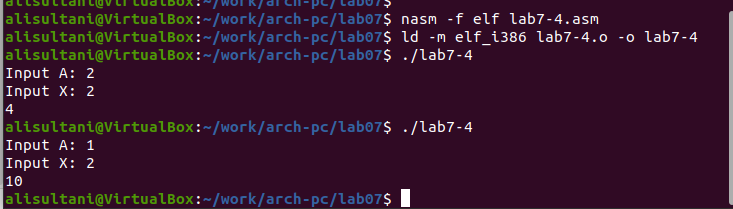 alisultani@VirtualBox:~/work/arch-pc/lab07$
alisultani@VirtualBox:~/work/arch-pc/lab07$ nasm -f elf lab7-4.asm
alisultani@VirtualBox:~/work/arch-pc/lab07$ ld -m elf_i386 lab7-4.o -o lab7-4
alisultani@VirtualBox:~/work/arch-pc/lab07$ ./lab7-4
Input A: 2
Input X: 2
4
alisultani@VirtualBox:~/work/arch-pc/lab07$ ./lab7-4
Input A: 1
Input X: 2
10
alisultani@VirtualBox:~/work/arch-pc/lab07$